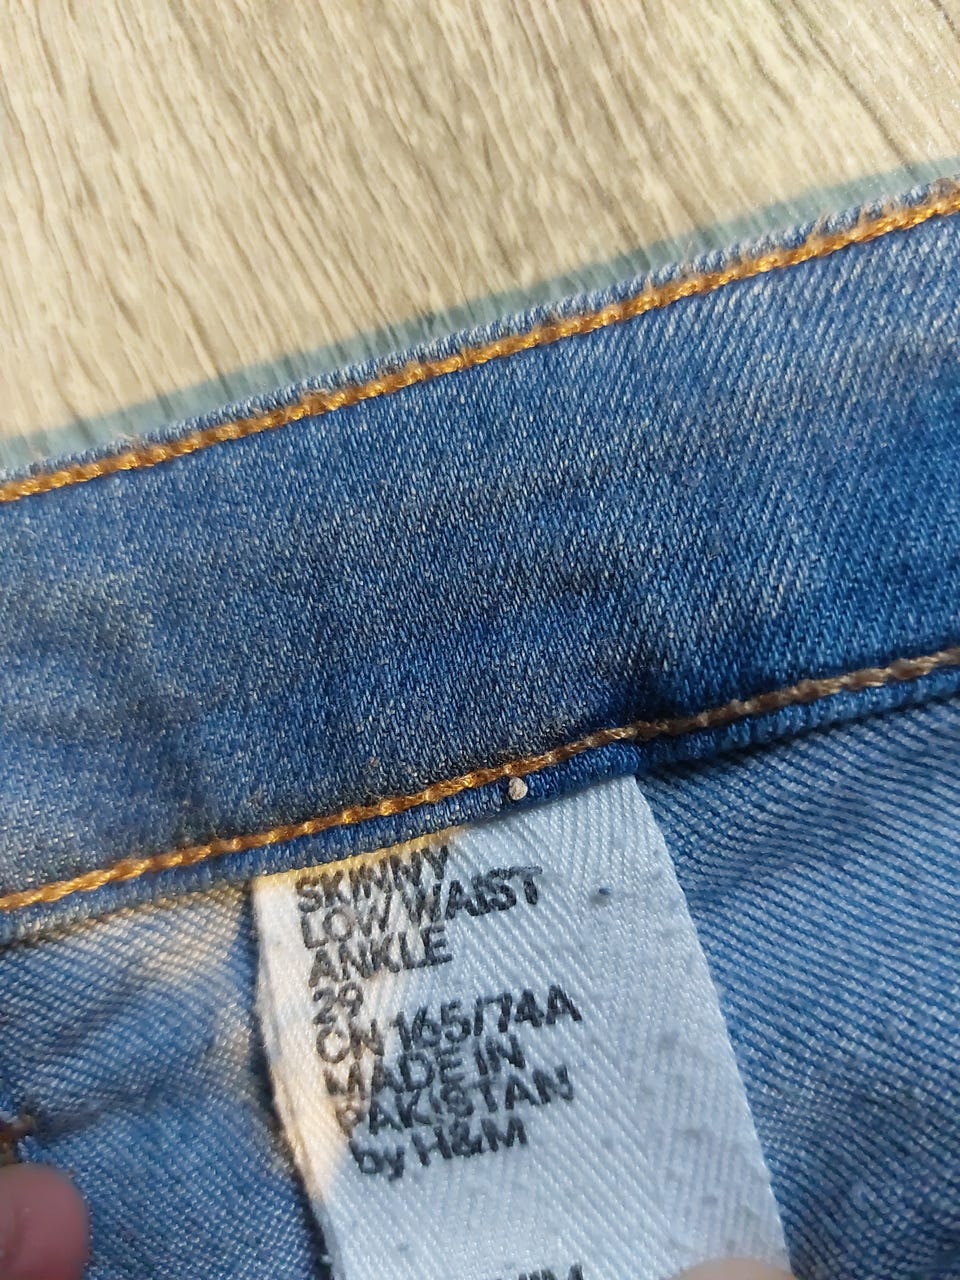 SKINNY
LOW WAIST
ANKLE
29
CN 165/74A
MADE IN
PAKISTAN
by H&M